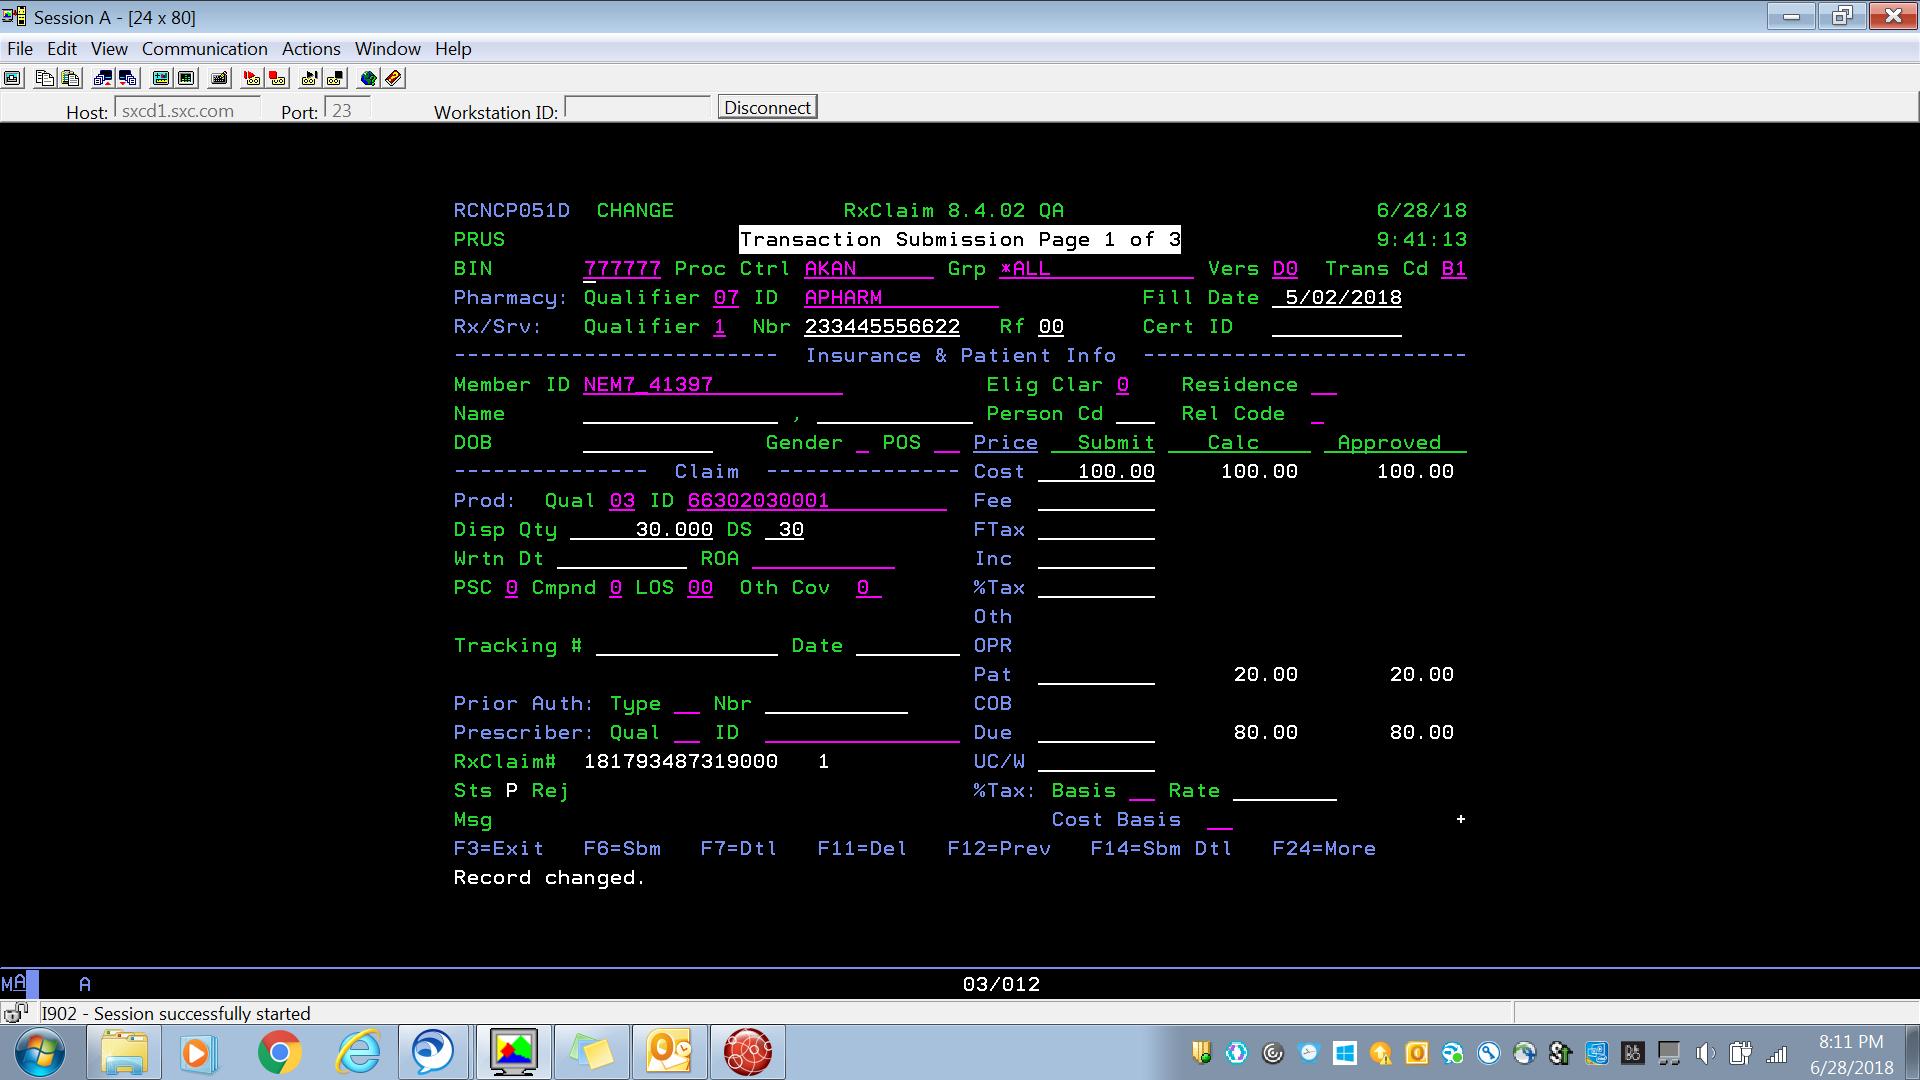 Session A - [24 x 80]
File Edit View Communication Actions Window Help
Host: sxcd1.sxc.com Port: 23 Workstation ID: Disconnect
RCNCP051D CHANGE RxClaim 8.4.02 QA 6/28/18
PRUS Transaction Submission Page 1 of 3 9:41:13
BIN 777777 Proc Ctrl AKAN Grp *ALL Vers D0 Trans Cd B1
Pharmacy: Qualifier 07 ID APHARM Fill Date 5/02/2018
Rx/Srv: Qualifier 1 Nbr 233445556622 Rf 00 Cert ID
------------------------- Insurance & Patient Info -------------------------
Member ID NEM7_41397 Elig Clar 0 Residence
Name , Person Cd Rel Code
DOB Gender POS Price Submit Calc Approved
--------------- Claim --------------- Cost 100.00 100.00 100.00
Prod: Qual 03 ID 66302030001 Fee
Disp Qty 30.000 DS 30 FTax
Wrtn Dt ROA Inc
PSC 0 Cmpnd 0 LOS 00 Oth Cov 0 %Tax
Oth
Tracking # Date OPR
Pat 20.00 20.00
Prior Auth: Type Nbr COB
Prescriber: Qual ID Due 80.00 80.00
RxClaim# 181793487319000 1 UC/W
Sts P Rej %Tax: Basis Rate
Msg Cost Basis +
F3=Exit F6=Sbm F7=Dtl F11=Del F12=Prev F14=Sbm Dtl F24=More
Record changed.
MA A 03/012
I902 - Session successfully started
8:11 PM
6/28/2018